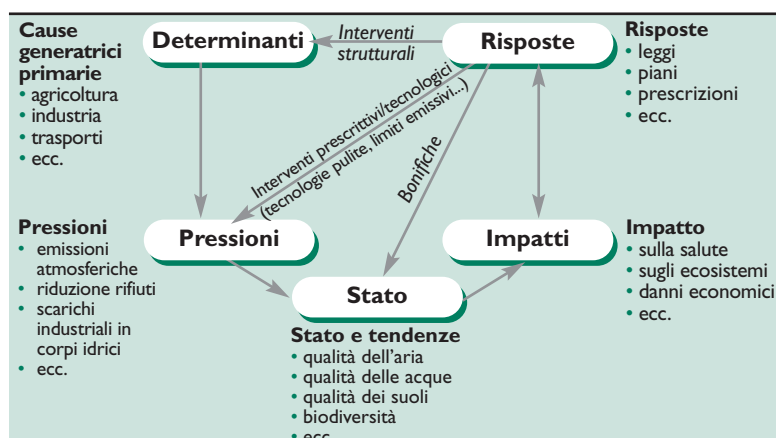 Cause
generatrici
primarie
• agricoltura
• industria
• trasporti
• ecc.
Determinanti
Interventi
strutturali
Risposte
Risposte
• leggi
• piani
• prescrizioni
• ecc.
Interventi prescrittivi/tecnologici
(tecnologie pulite, limiti emissivi...)
Bonifiche
Pressioni
• emissioni
atmosferiche
• riduzione rifiuti
• scarichi
industriali in
corpi idrici
• ecc.
Pressioni
Impatti
Impatto
• sulla salute
• sugli ecosistemi
• danni economici
• ecc.
Stato
Stato e tendenze
• qualità dell'aria
• qualità delle acque
• qualità dei suoli
• biodiversità
• ecc